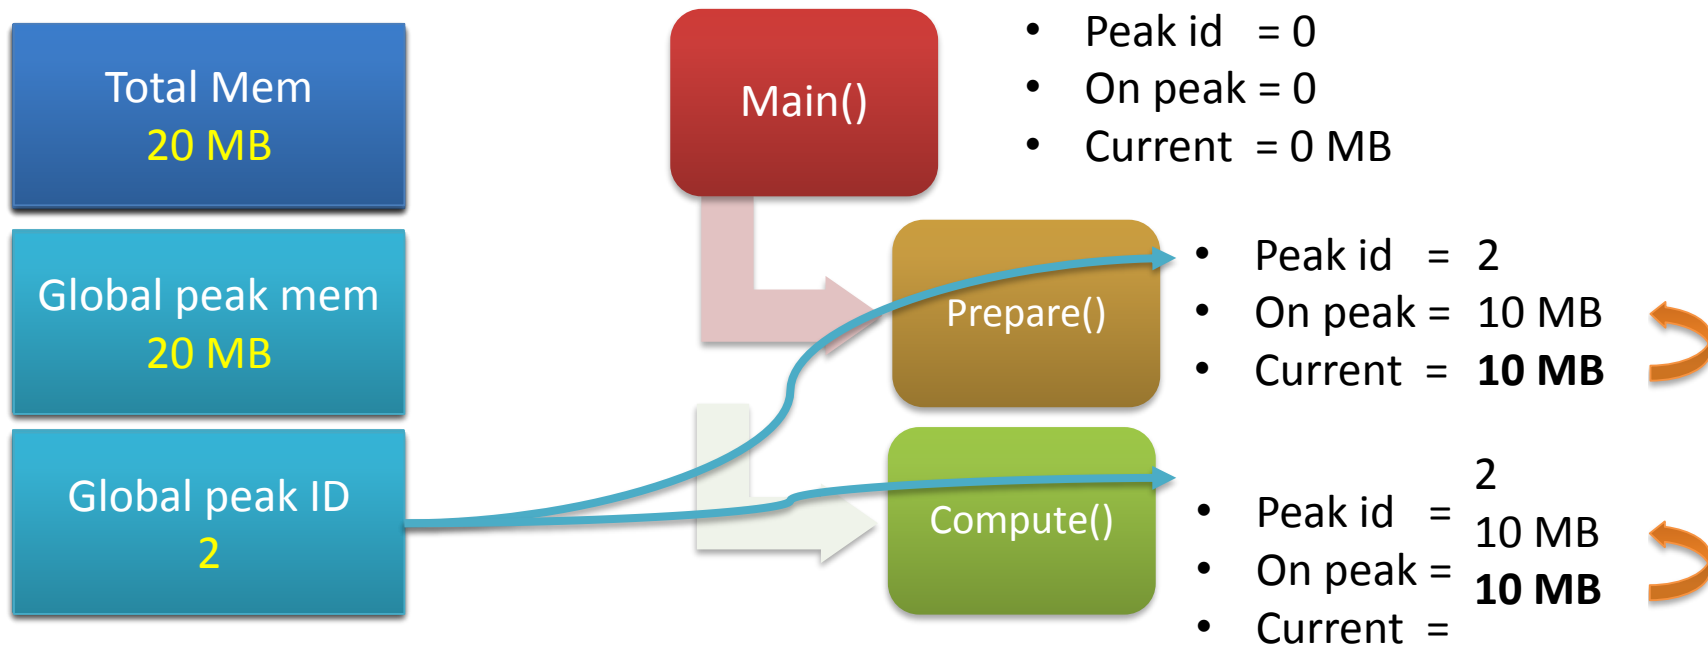 Total Mem
20 MB
Global peak mem
20 MB
Global peak ID
2
Main()
• Peak id = 0
• On peak = 0
• Current = 0 MB
Prepare()
• Peak id = 2
• On peak = 10 MB
• Current = 10 MB
Compute()
• Peak id = 2
• On peak = 10 MB
• Current = 10 MB